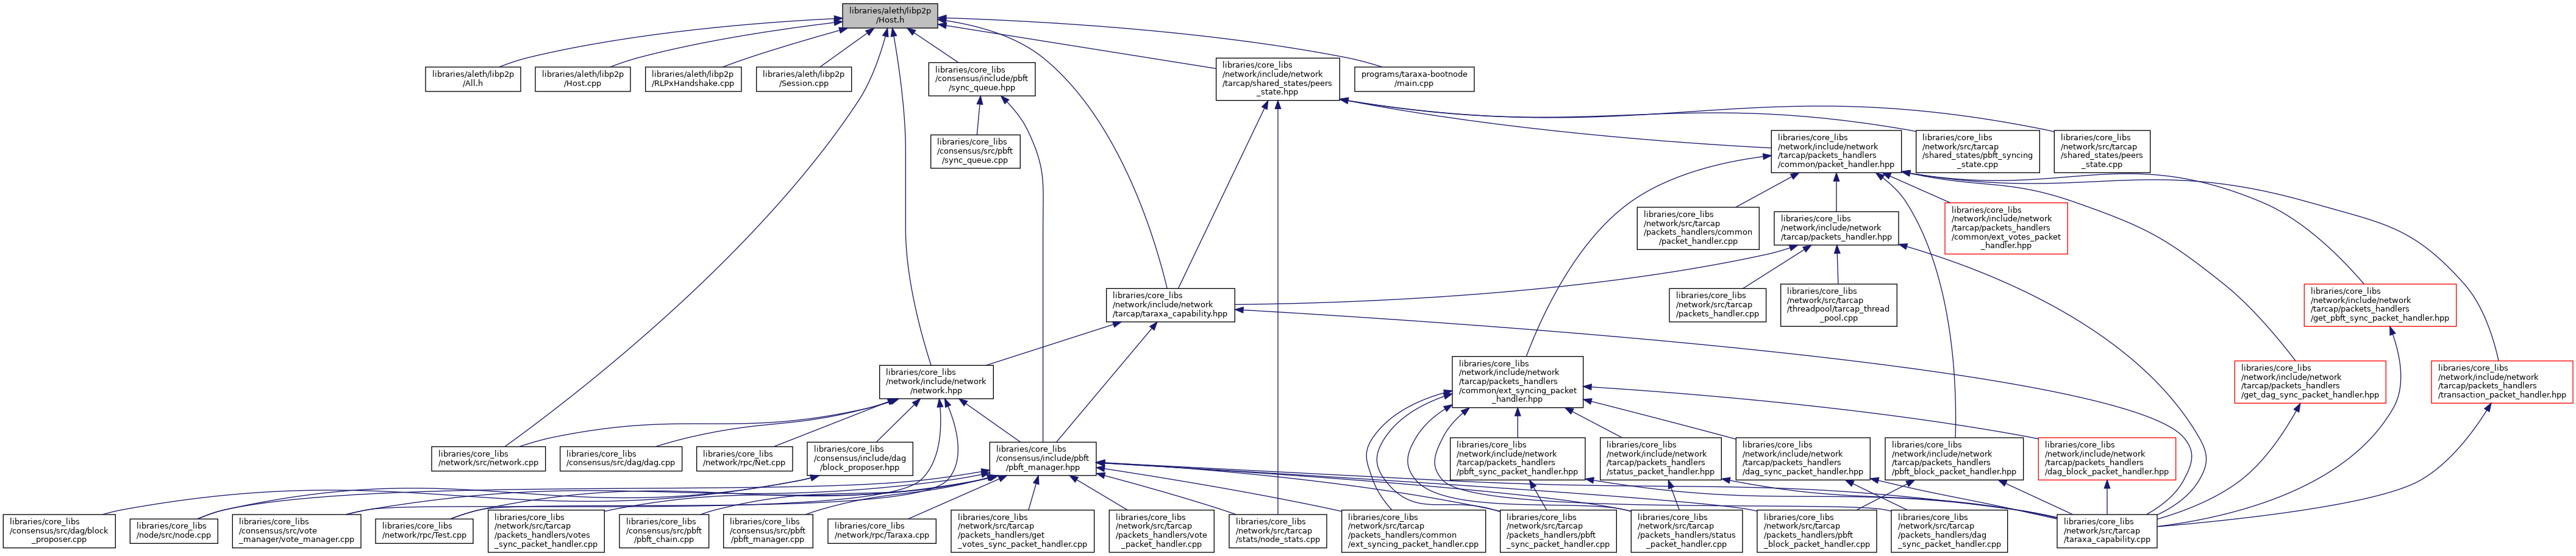 libraries/aleth/libp2p
/Host.h
libraries/aleth/libp2p
/All.h
libraries/aleth/libp2p
/Host.cpp
libraries/aleth/libp2p
/RLPxHandshake.cpp
libraries/aleth/libp2p
/Session.cpp
libraries/core_libs
/consensus/include/pbft
/sync_queue.hpp
libraries/core_libs
/network/include/network
/tarcap/shared_states/peers
_state.hpp
programs/taraxa-bootnode
/main.cpp
libraries/core_libs
/consensus/src/pbft
/sync_queue.cpp
libraries/core_libs
/network/include/network
/tarcap/packets_handlers
/common/packet_handler.hpp
libraries/core_libs
/network/src/tarcap
/shared_states/pbft_syncing
_state.cpp
libraries/core_libs
/network/src/tarcap
/shared_states/peers
_state.cpp
libraries/core_libs
/network/src/tarcap
/packets_handlers/common
/packet_handler.cpp
libraries/core_libs
/network/include/network
/tarcap/packets_handler.hpp
libraries/core_libs
/network/include/network
/tarcap/packets_handlers
/common/ext_votes_packet
_handler.hpp
libraries/core_libs
/network/include/network
/tarcap/taraxa_capability.hpp
libraries/core_libs
/network/src/tarcap
/packets_handler.cpp
libraries/core_libs
/network/src/tarcap
/threadpool/tarcap_thread
_pool.cpp
libraries/core_libs
/network/include/network
/tarcap/packets_handlers
/get_pbft_sync_packet_handler.hpp
libraries/core_libs
/network/include/network
/network.hpp
libraries/core_libs
/network/include/network
/tarcap/packets_handlers
/common/ext_syncing_packet
_handler.hpp
libraries/core_libs
/network/include/network
/tarcap/packets_handlers
/get_dag_sync_packet_handler.hpp
libraries/core_libs
/network/include/network
/tarcap/packets_handlers
/transaction_packet_handler.hpp
libraries/core_libs
/network/src/network.cpp
libraries/core_libs
/consensus/src/dag/dag.cpp
libraries/core_libs
/network/rpc/Net.cpp
libraries/core_libs
/consensus/include/dag
/block_proposer.hpp
libraries/core_libs
/consensus/include/pbft
/pbft_manager.hpp
libraries/core_libs
/network/include/network
/tarcap/packets_handlers
/pbft_sync_packet_handler.hpp
libraries/core_libs
/network/include/network
/tarcap/packets_handlers
/status_packet_handler.hpp
libraries/core_libs
/network/include/network
/tarcap/packets_handlers
/dag_sync_packet_handler.hpp
libraries/core_libs
/network/include/network
/tarcap/packets_handlers
/pbft_block_packet_handler.hpp
libraries/core_libs
/network/include/network
/tarcap/packets_handlers
/dag_block_packet_handler.hpp
libraries/core_libs
/consensus/src/dag/block
_proposer.cpp
libraries/core_libs
/node/src/node.cpp
libraries/core_libs
/consensus/src/vote
_manager/vote_manager.cpp
libraries/core_libs
/network/rpc/Test.cpp
libraries/core_libs
/network/src/tarcap
/packets_handlers/votes
_sync_packet_handler.cpp
libraries/core_libs
/consensus/src/pbft
/pbft_chain.cpp
libraries/core_libs
/consensus/src/pbft
/pbft_manager.cpp
libraries/core_libs
/network/rpc/Taraxa.cpp
libraries/core_libs
/network/src/tarcap
/packets_handlers/get
_votes_sync_packet_handler.cpp
libraries/core_libs
/network/src/tarcap
/packets_handlers/vote
_packet_handler.cpp
libraries/core_libs
/network/src/tarcap
/stats/node_stats.cpp
libraries/core_libs
/network/src/tarcap
/packets_handlers/common
/ext_syncing_packet_handler.cpp
libraries/core_libs
/network/src/tarcap
/packets_handlers/pbft
_sync_packet_handler.cpp
libraries/core_libs
/network/src/tarcap
/packets_handlers/status
_packet_handler.cpp
libraries/core_libs
/network/src/tarcap
/packets_handlers/pbft
_block_packet_handler.cpp
libraries/core_libs
/network/src/tarcap
/packets_handlers/dag
_sync_packet_handler.cpp
libraries/core_libs
/network/src/tarcap
/taraxa_capability.cpp